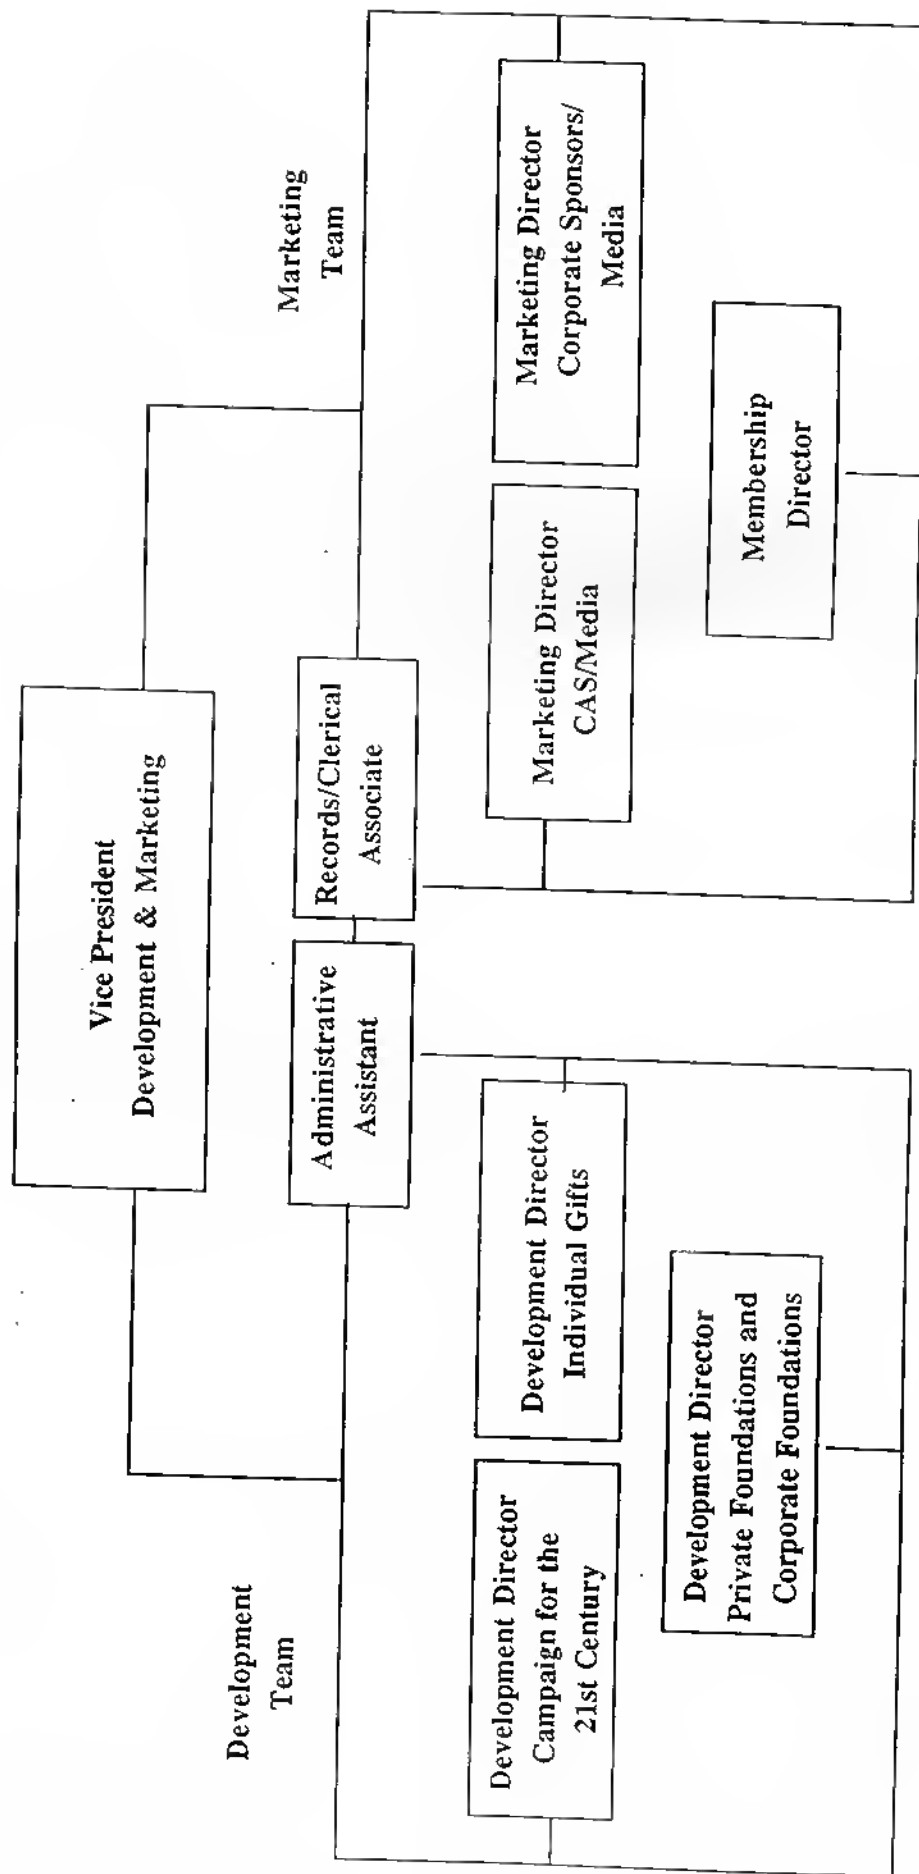 Vice President
Development & Marketing
Development
Team
Marketing
Team
Administrative
Assistant
Records/Clerical
Associate
Development Director
Campaign for the
21st Century
Development Director
Individual Gifts
Marketing Director
CAS/Media
Marketing Director
Corporate Sponsors/
Media
Development Director
Private Foundations and
Corporate Foundations
Membership
Director